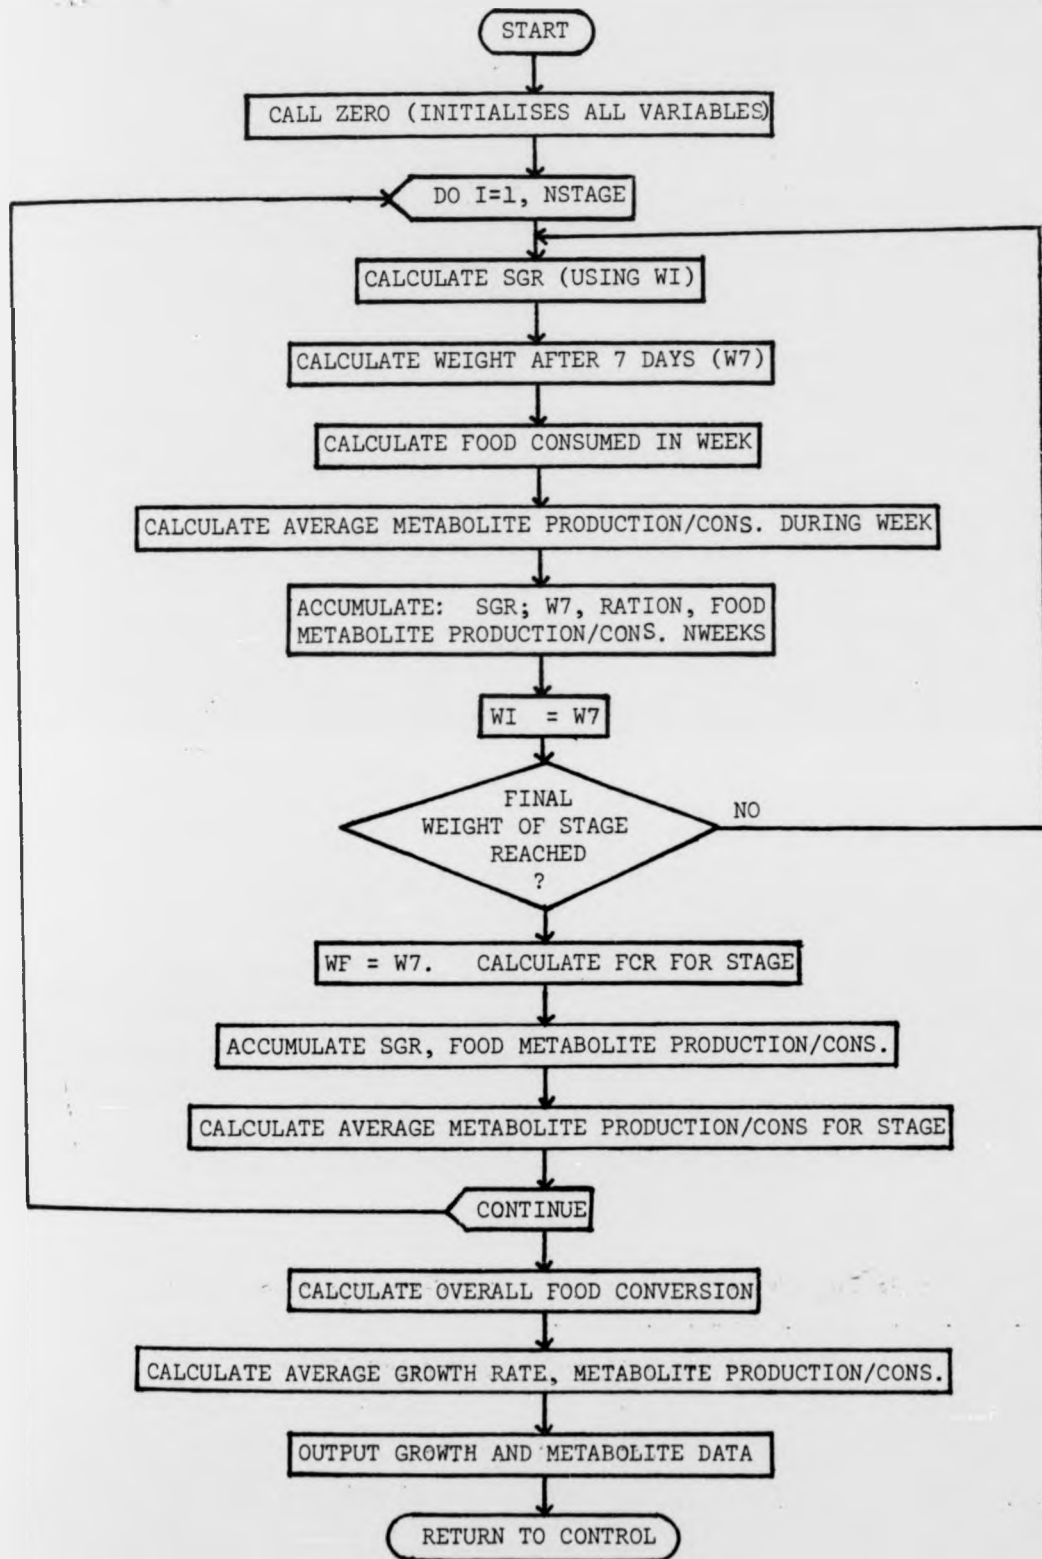 START
CALL ZERO (INITIALISES ALL VARIABLES)
DO I=1, NSTAGE
CALCULATE SGR (USING WI)
CALCULATE WEIGHT AFTER 7 DAYS (W7)
CALCULATE FOOD CONSUMED IN WEEK
CALCULATE AVERAGE METABOLITE PRODUCTION/CONS. DURING WEEK
ACCUMULATE: SGR; W7, RATION, FOOD
METABOLITE PRODUCTION/CONS. NWEEKS
WI = W7
FINAL
WEIGHT OF STAGE
REACHED
?
NO
WF = W7. CALCULATE FCR FOR STAGE
ACCUMULATE SGR, FOOD METABOLITE PRODUCTION/CONS.
CALCULATE AVERAGE METABOLITE PRODUCTION/CONS FOR STAGE
CONTINUE
CALCULATE OVERALL FOOD CONVERSION
CALCULATE AVERAGE GROWTH RATE, METABOLITE PRODUCTION/CONS.
OUTPUT GROWTH AND METABOLITE DATA
RETURN TO CONTROL